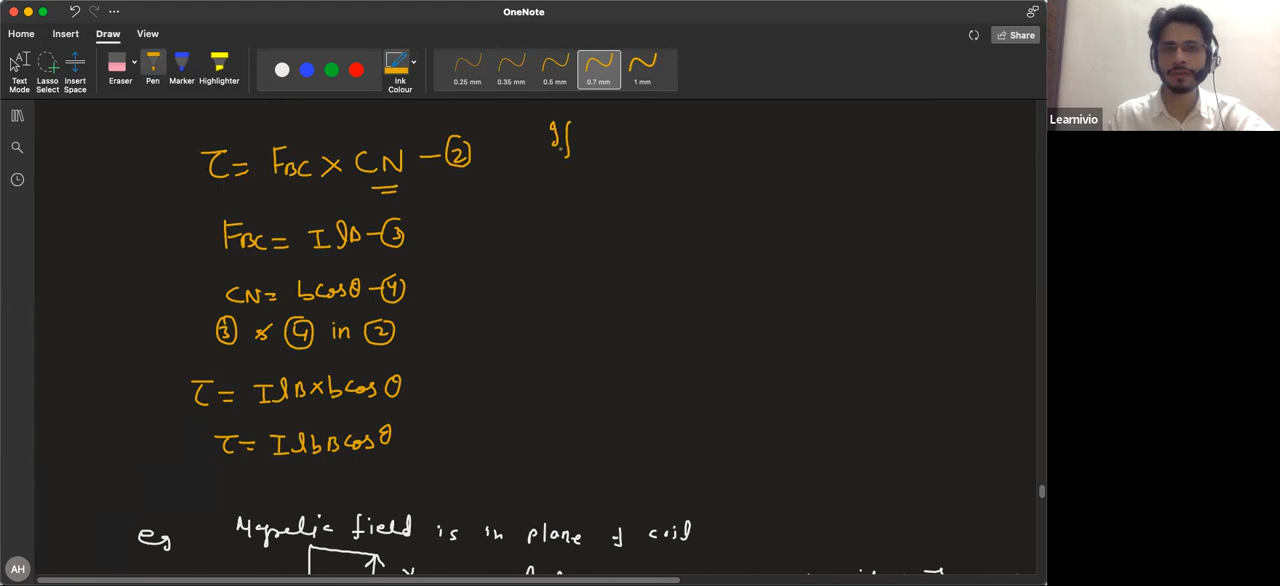 OneNote
Home Insert Draw View
Share
Text Mode
Lasso Select
Insert Space
Eraser
Pen
Marker
Highlighter
Ink Colour
0.25 mm
0.35 mm
0.5 mm
0.7 mm
1 mm
Learnivio
τ = F_BC × CN – ②
If
F_BC = IlB – ③
CN = bcosθ – ④
③ & ④ in ②
τ = IlB × bcosθ
τ = IlbBcosθ
eg Magnetic field is in plane of coil
AH